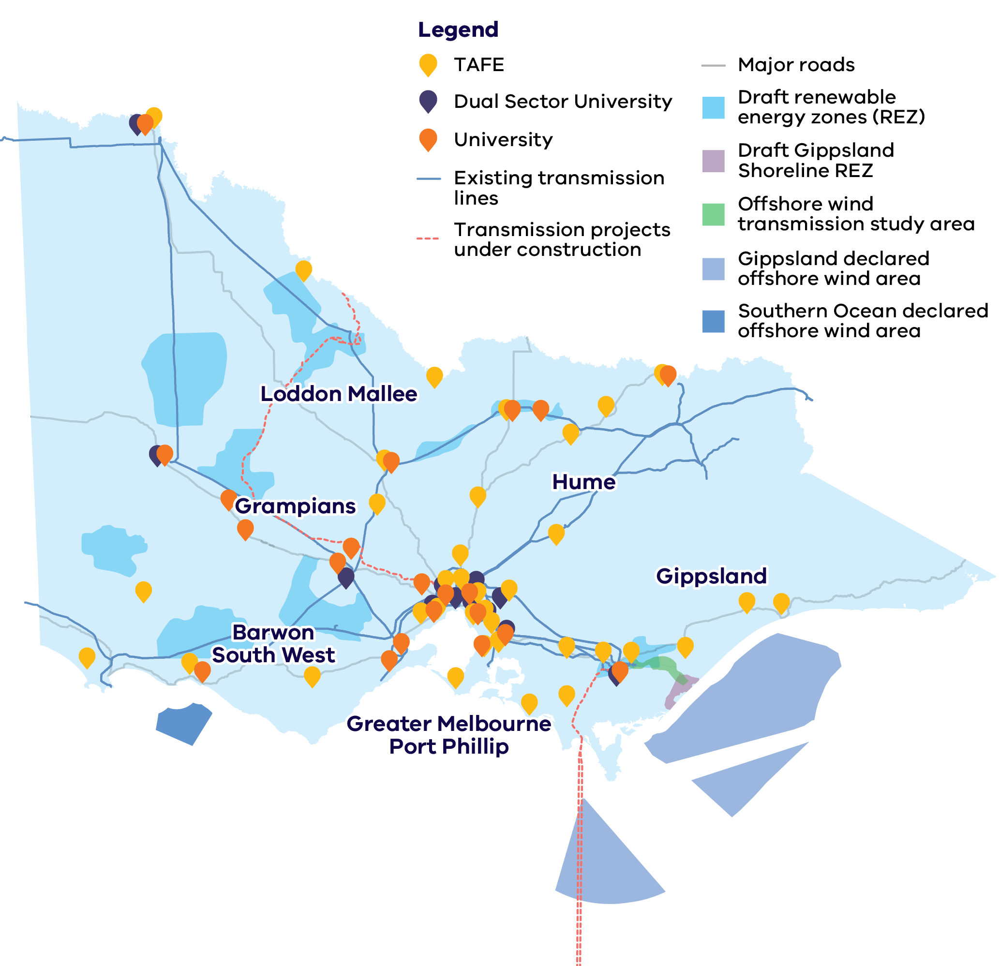 Legend
TAFE
Dual Sector University
University
Existing transmission
lines
Transmission projects
under construction
Major roads
Draft renewable
energy zones (REZ)
Draft Gippsland
Shoreline REZ
Offshore wind
transmission study area
Gippsland declared
offshore wind area
Southern Ocean declared
offshore wind area
Loddon Mallee
Hume
Grampians
Gippsland
Barwon
South West
Greater Melbourne
Port Phillip